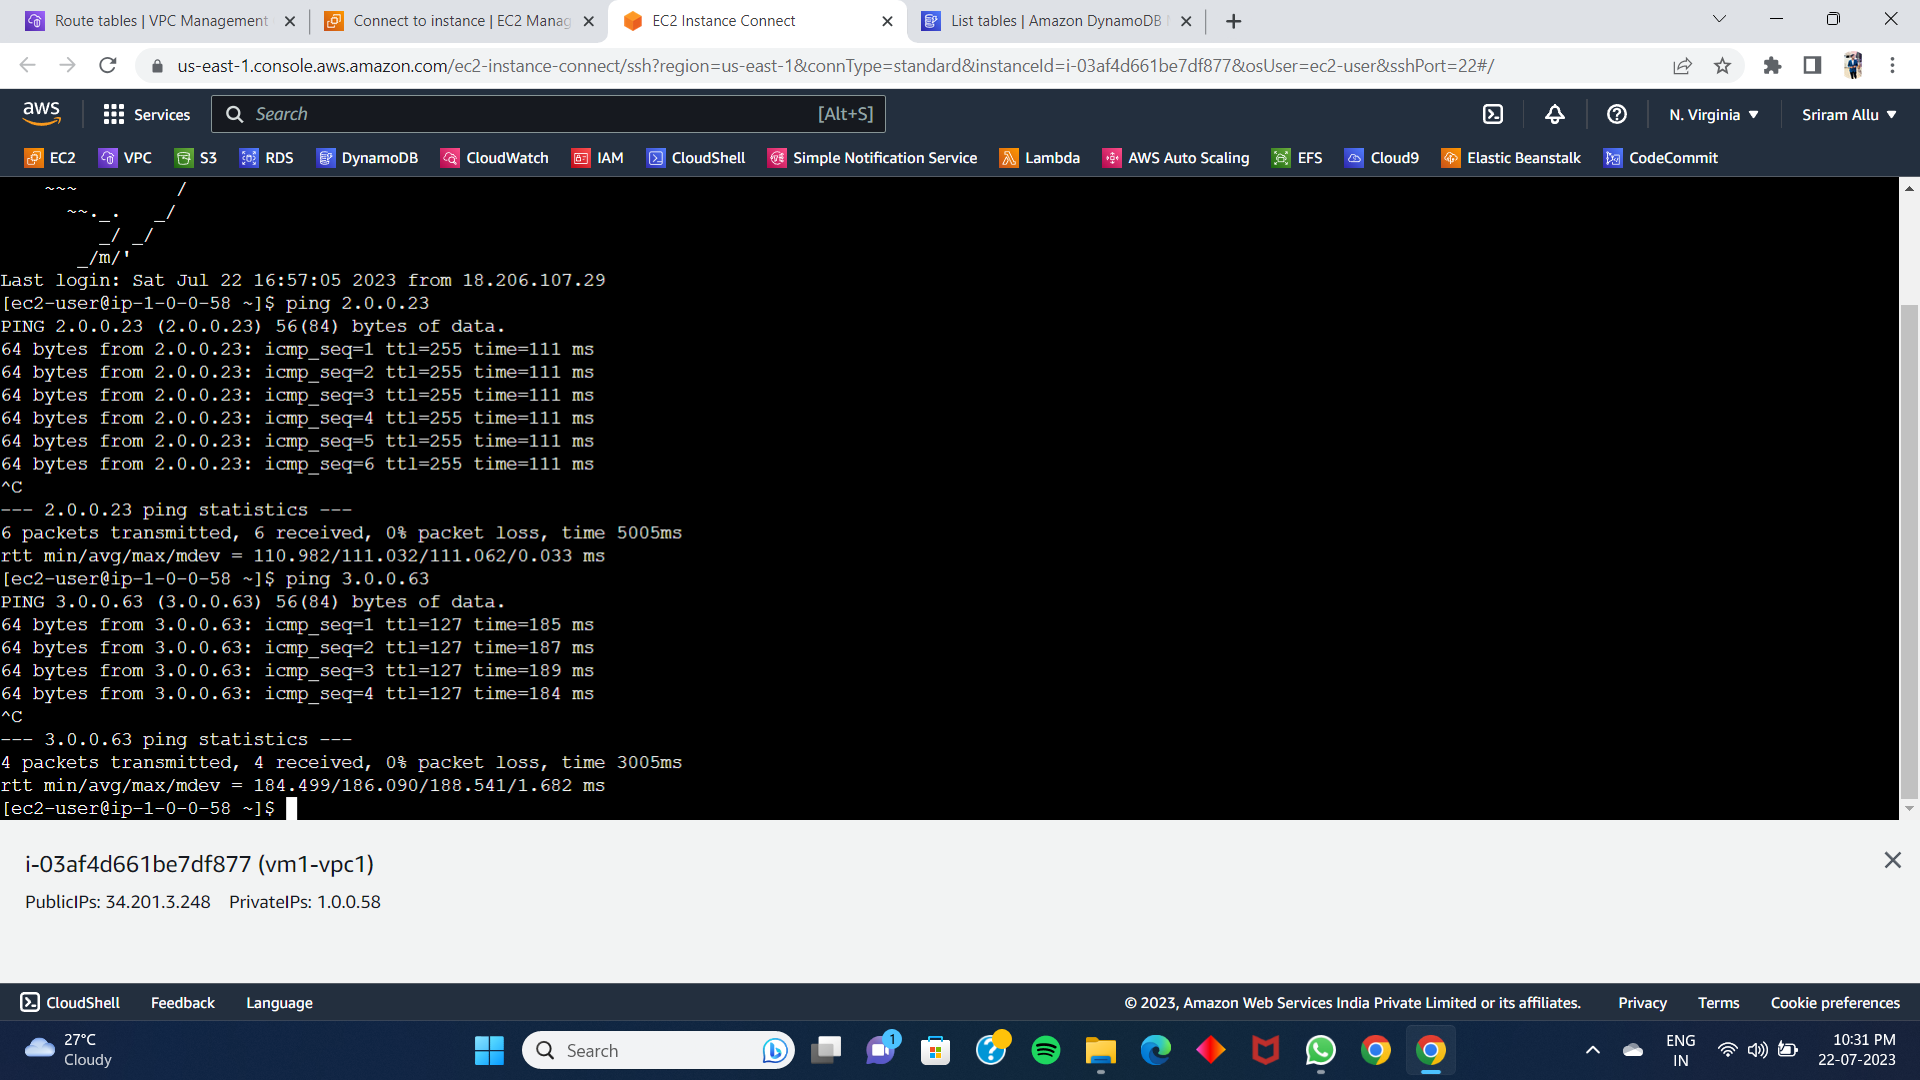 Route tables | VPC Management
Connect to instance | EC2 Manag
EC2 Instance Connect
List tables | Amazon DynamoDB
us-east-1.console.aws.amazon.com/ec2-instance-connect/ssh?region=us-east-1&connType=standard&instanceId=i-03af4d661be7df877&osUser=ec2-user&sshPort=22#/
aws Services Search [Alt+S] N. Virginia ▼ Sriram Allu ▼
EC2 VPC S3 RDS DynamoDB CloudWatch IAM CloudShell Simple Notification Service Lambda AWS Auto Scaling EFS Cloud9 Elastic Beanstalk CodeCommit
    ~~~         /
      ~~._.   _/
         _/ _/
       _/m/'
Last login: Sat Jul 22 16:57:05 2023 from 18.206.107.29
[ec2-user@ip-1-0-0-58 ~]$ ping 2.0.0.23
PING 2.0.0.23 (2.0.0.23) 56(84) bytes of data.
64 bytes from 2.0.0.23: icmp_seq=1 ttl=255 time=111 ms
64 bytes from 2.0.0.23: icmp_seq=2 ttl=255 time=111 ms
64 bytes from 2.0.0.23: icmp_seq=3 ttl=255 time=111 ms
64 bytes from 2.0.0.23: icmp_seq=4 ttl=255 time=111 ms
64 bytes from 2.0.0.23: icmp_seq=5 ttl=255 time=111 ms
64 bytes from 2.0.0.23: icmp_seq=6 ttl=255 time=111 ms
^C
--- 2.0.0.23 ping statistics ---
6 packets transmitted, 6 received, 0% packet loss, time 5005ms
rtt min/avg/max/mdev = 110.982/111.032/111.062/0.033 ms
[ec2-user@ip-1-0-0-58 ~]$ ping 3.0.0.63
PING 3.0.0.63 (3.0.0.63) 56(84) bytes of data.
64 bytes from 3.0.0.63: icmp_seq=1 ttl=127 time=185 ms
64 bytes from 3.0.0.63: icmp_seq=2 ttl=127 time=187 ms
64 bytes from 3.0.0.63: icmp_seq=3 ttl=127 time=189 ms
64 bytes from 3.0.0.63: icmp_seq=4 ttl=127 time=184 ms
^C
--- 3.0.0.63 ping statistics ---
4 packets transmitted, 4 received, 0% packet loss, time 3005ms
rtt min/avg/max/mdev = 184.499/186.090/188.541/1.682 ms
[ec2-user@ip-1-0-0-58 ~]$
i-03af4d661be7df877 (vm1-vpc1)
PublicIPs: 34.201.3.248 PrivateIPs: 1.0.0.58
CloudShell Feedback Language © 2023, Amazon Web Services India Private Limited or its affiliates. Privacy Terms Cookie preferences
27°C
Cloudy
Search
1
ENG
IN
10:31 PM
22-07-2023